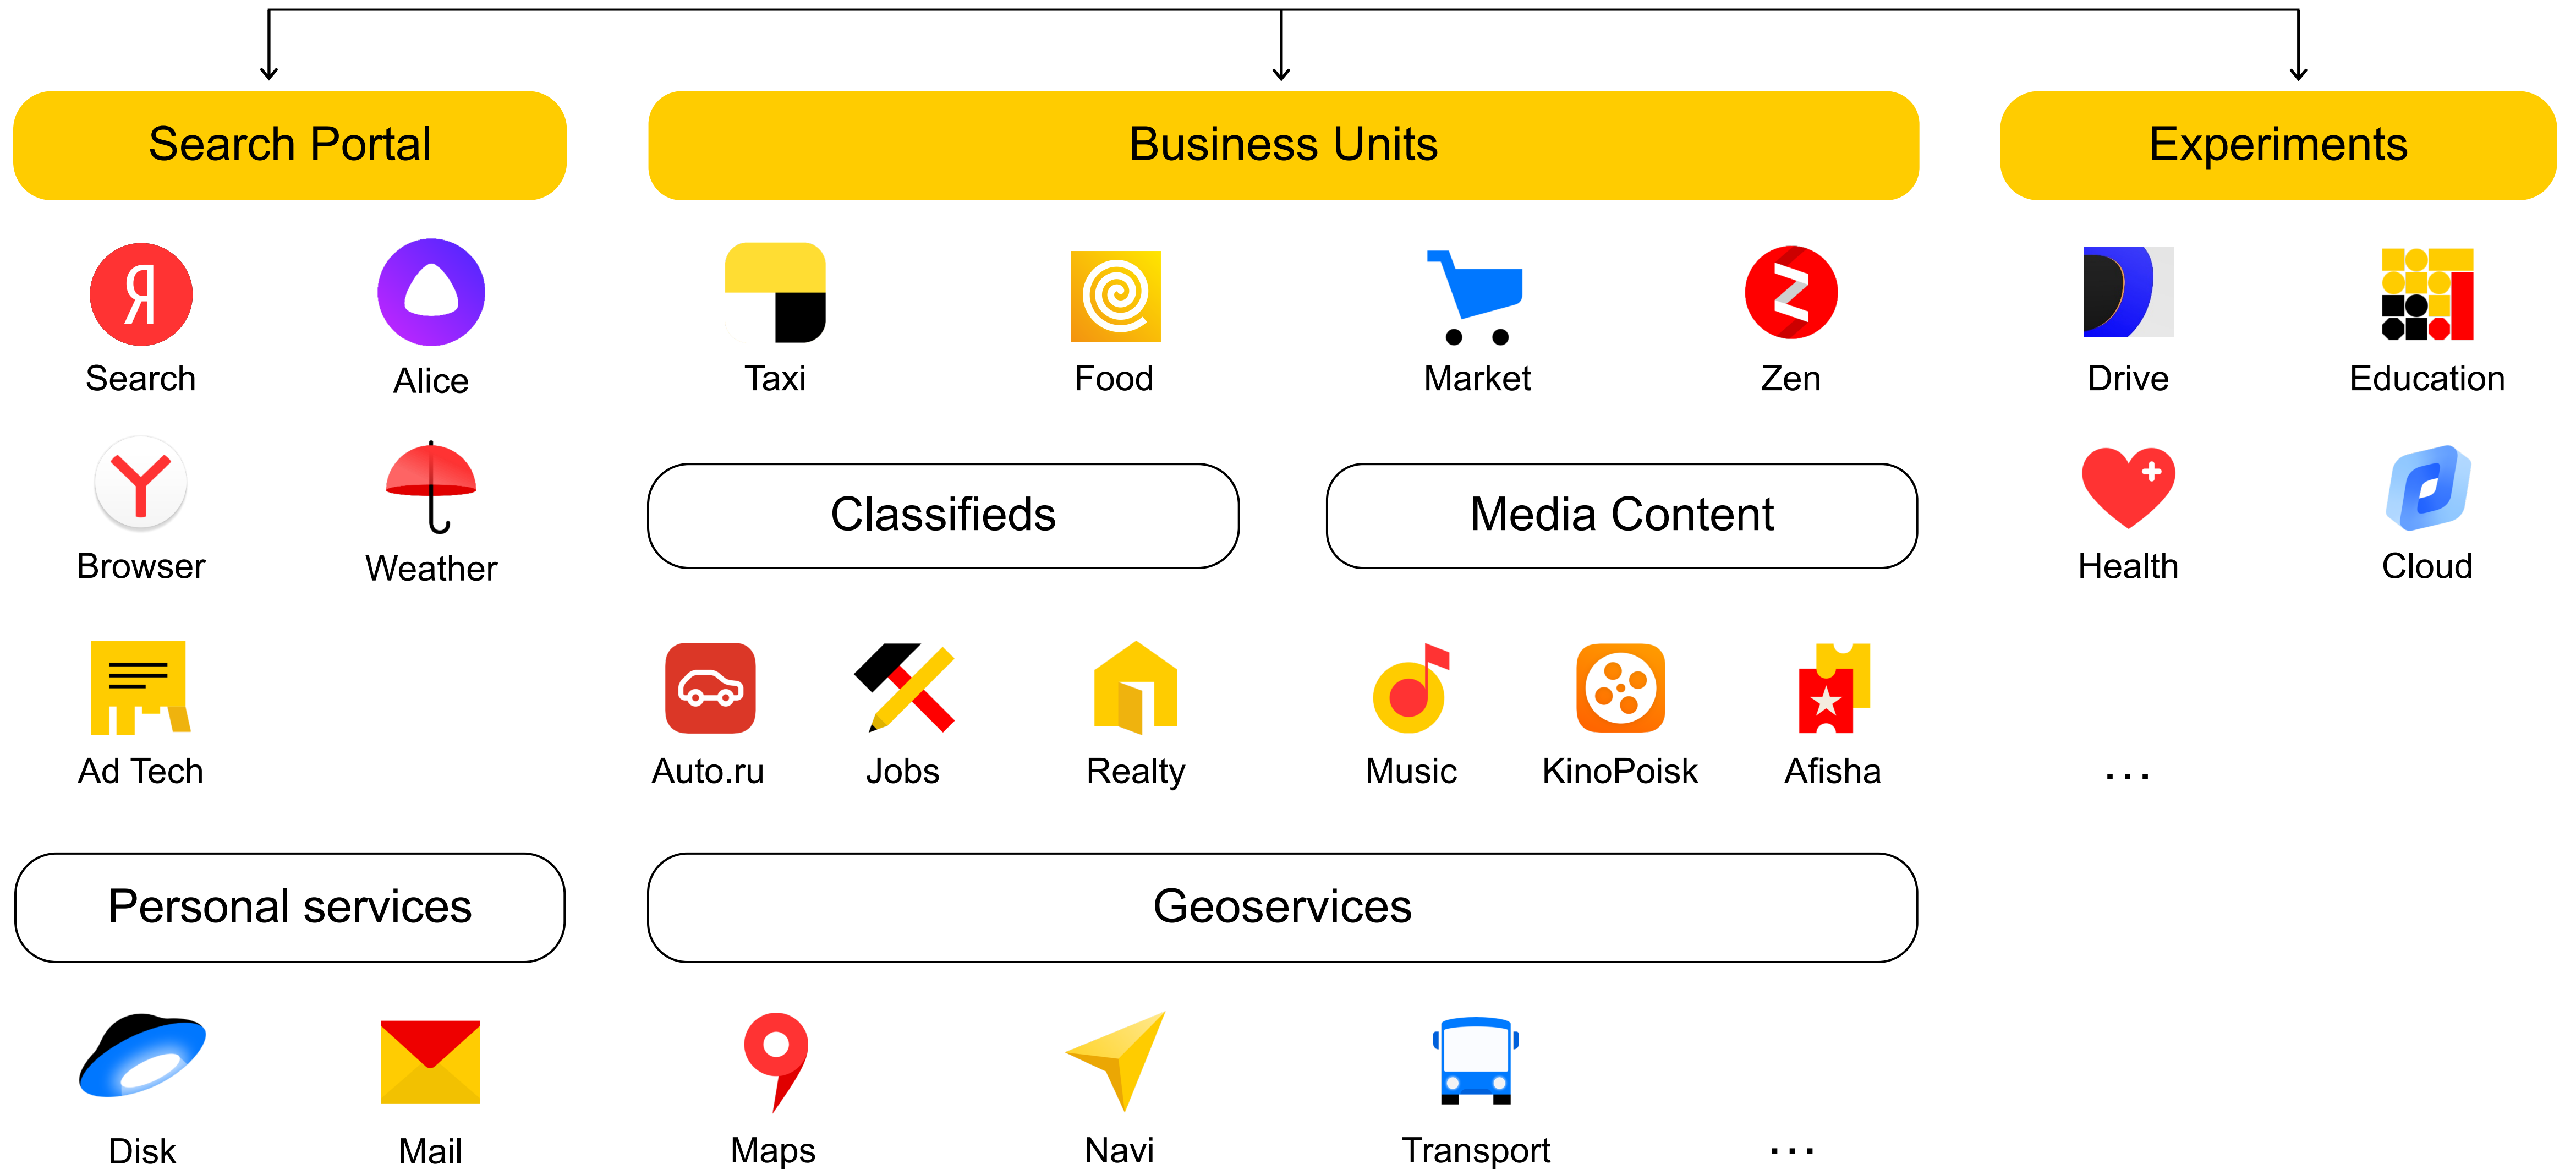 Search Portal
Business Units
Experiments
Я
Search
Alice
Taxi
Food
Market
Z
Zen
Drive
Education
Y
Browser
Weather
Classifieds
Media Content
Health
Cloud
Ad Tech
Auto.ru
Jobs
Realty
Music
KinoPoisk
Afisha
...
Personal services
Geoservices
Disk
Mail
Maps
Navi
Transport
...